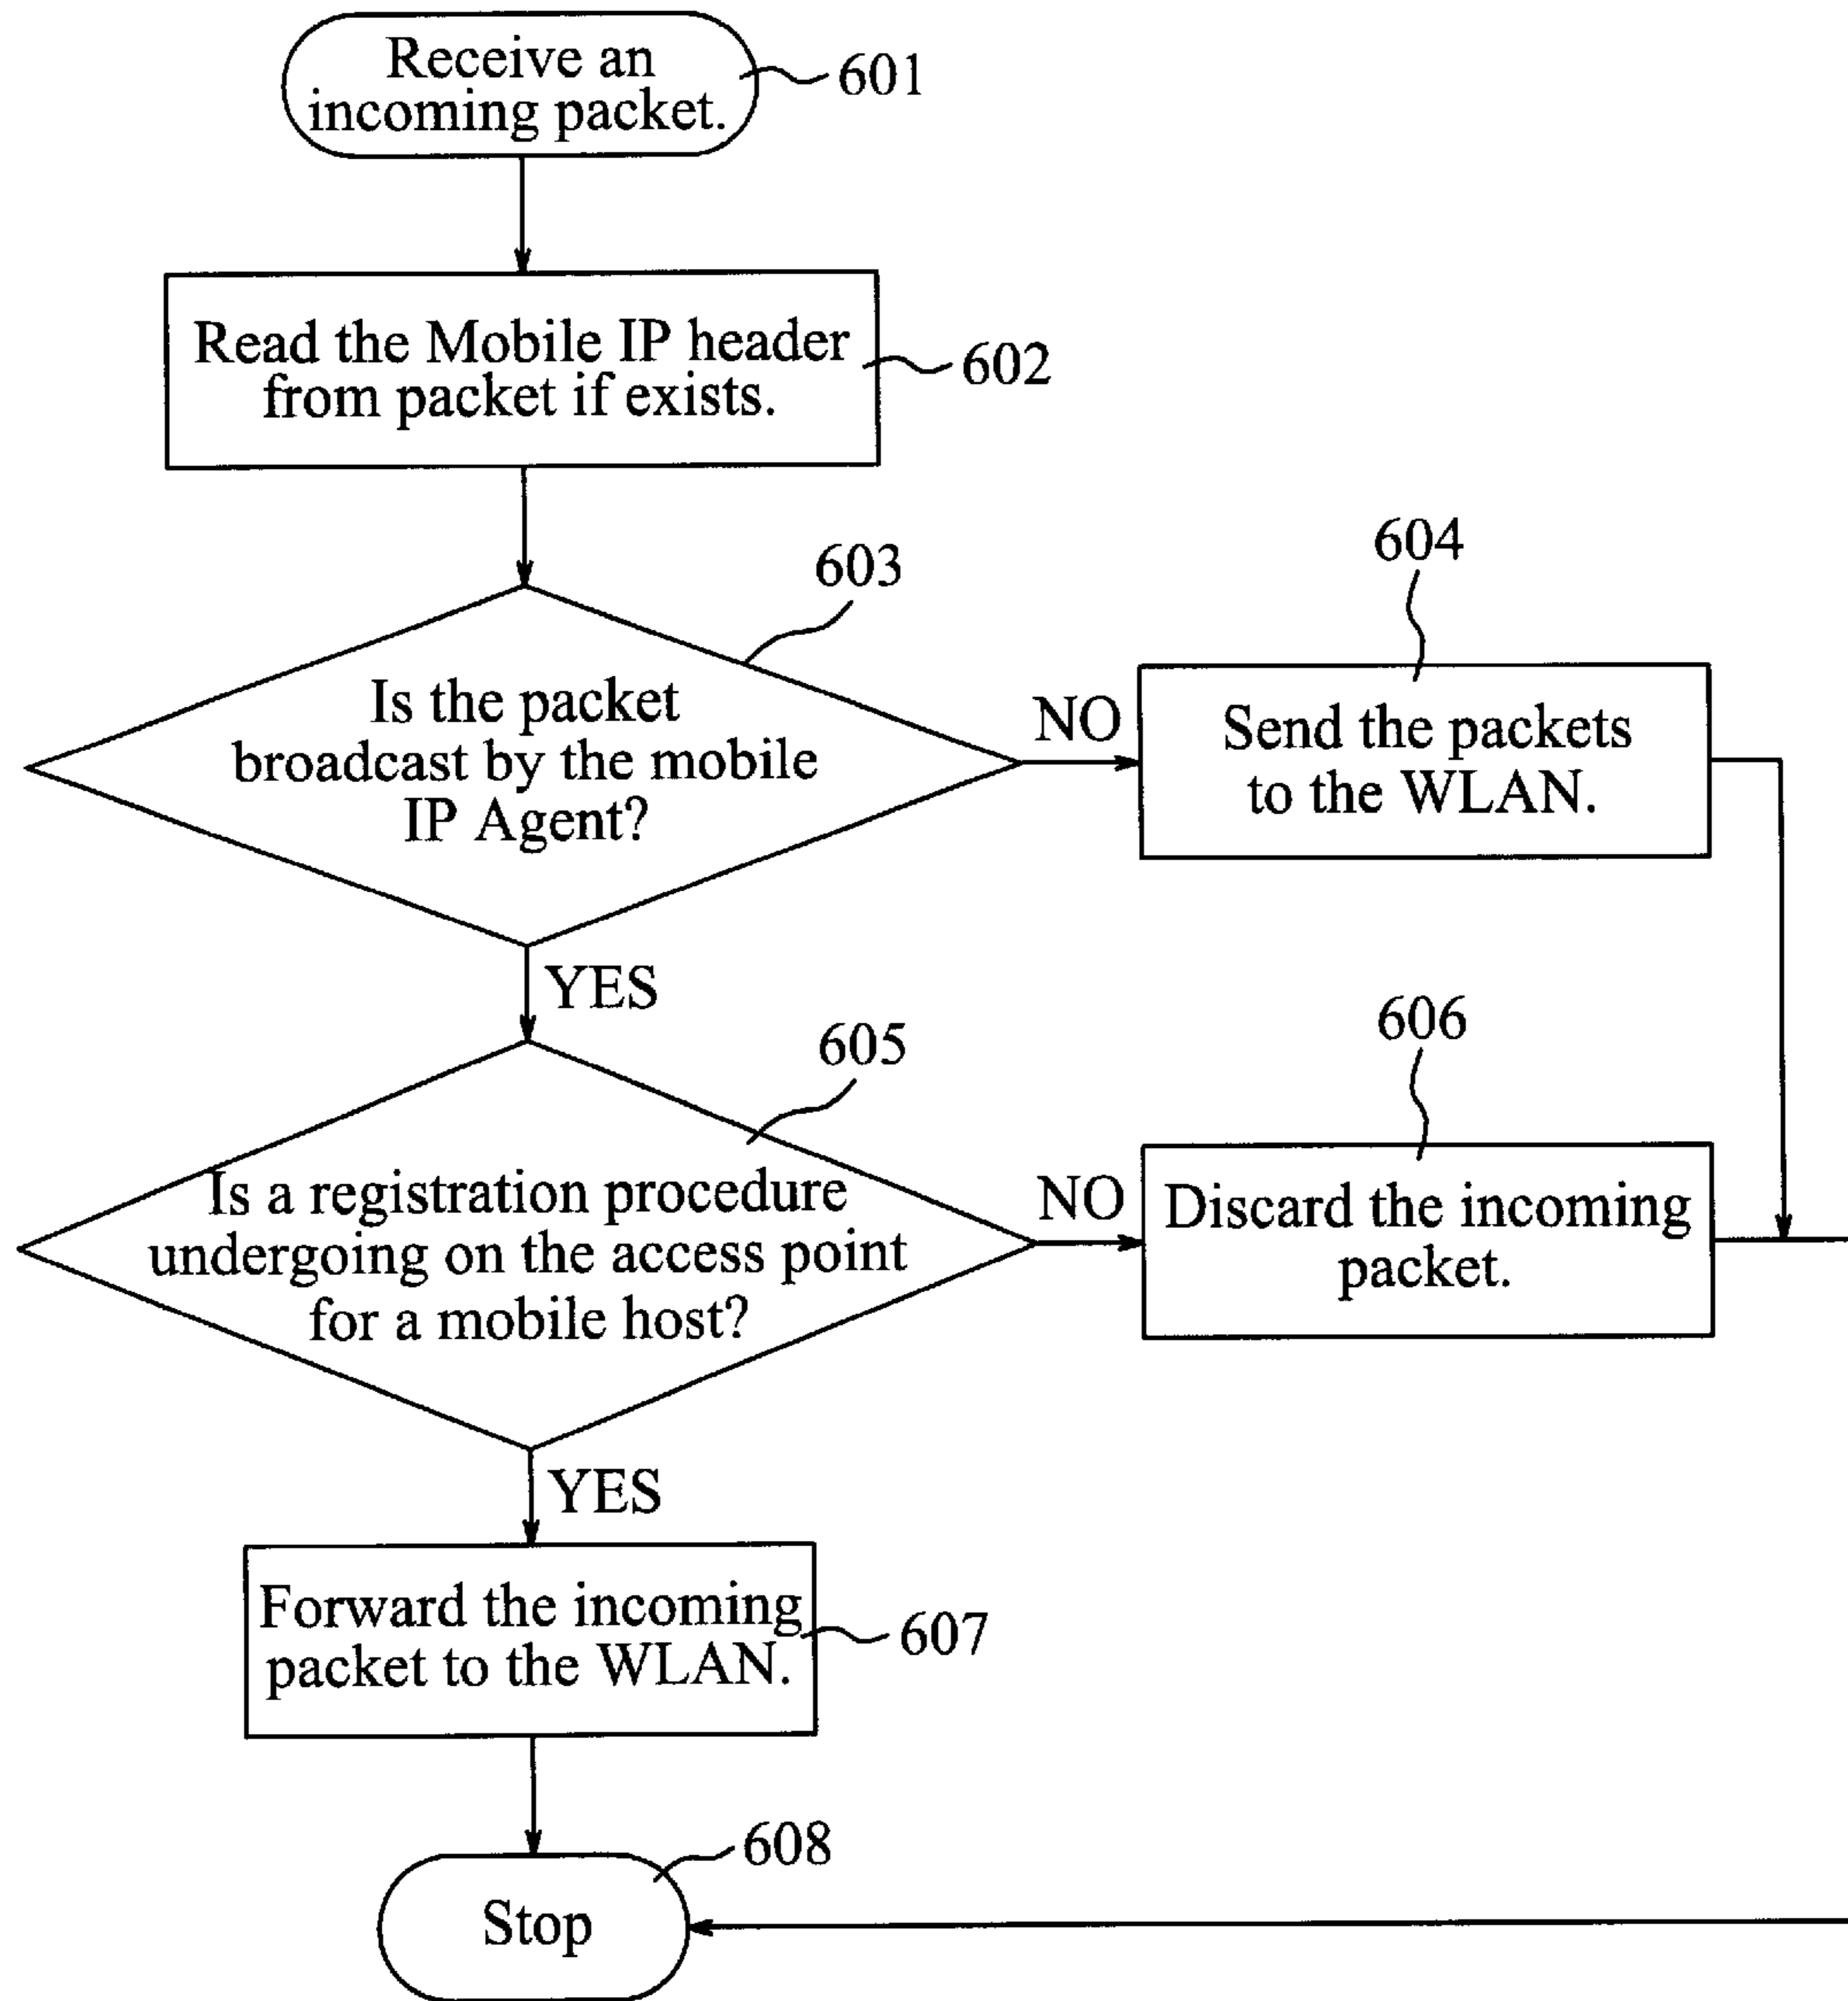 Receive an
incoming packet.
601
Read the Mobile IP header
from packet if exists.
602
603
Is the packet
broadcast by the mobile
IP Agent?
NO
604
Send the packets
to the WLAN.
YES
605
Is a registration procedure
undergoing on the access point
for a mobile host?
NO
606
Discard the incoming
packet.
YES
Forward the incoming
packet to the WLAN.
607
608
Stop